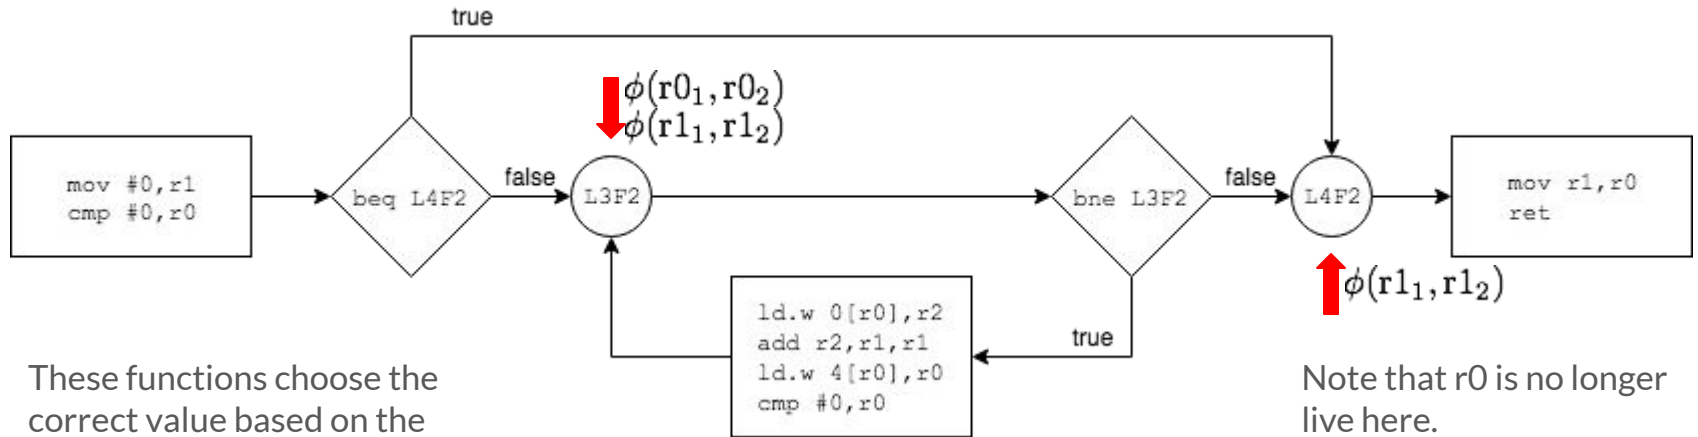 true
ϕ(r0₁,r0₂)
ϕ(r1₁,r1₂)
mov #0,r1
cmp #0,r0
beq L4F2
false
L3F2
bne L3F2
false
L4F2
mov r1,r0
ret
ϕ(r1₁,r1₂)
ld.w 0[r0],r2
add r2,r1,r1
ld.w 4[r0],r0
cmp #0,r0
true
These functions choose the
correct value based on the
Note that r0 is no longer
live here.